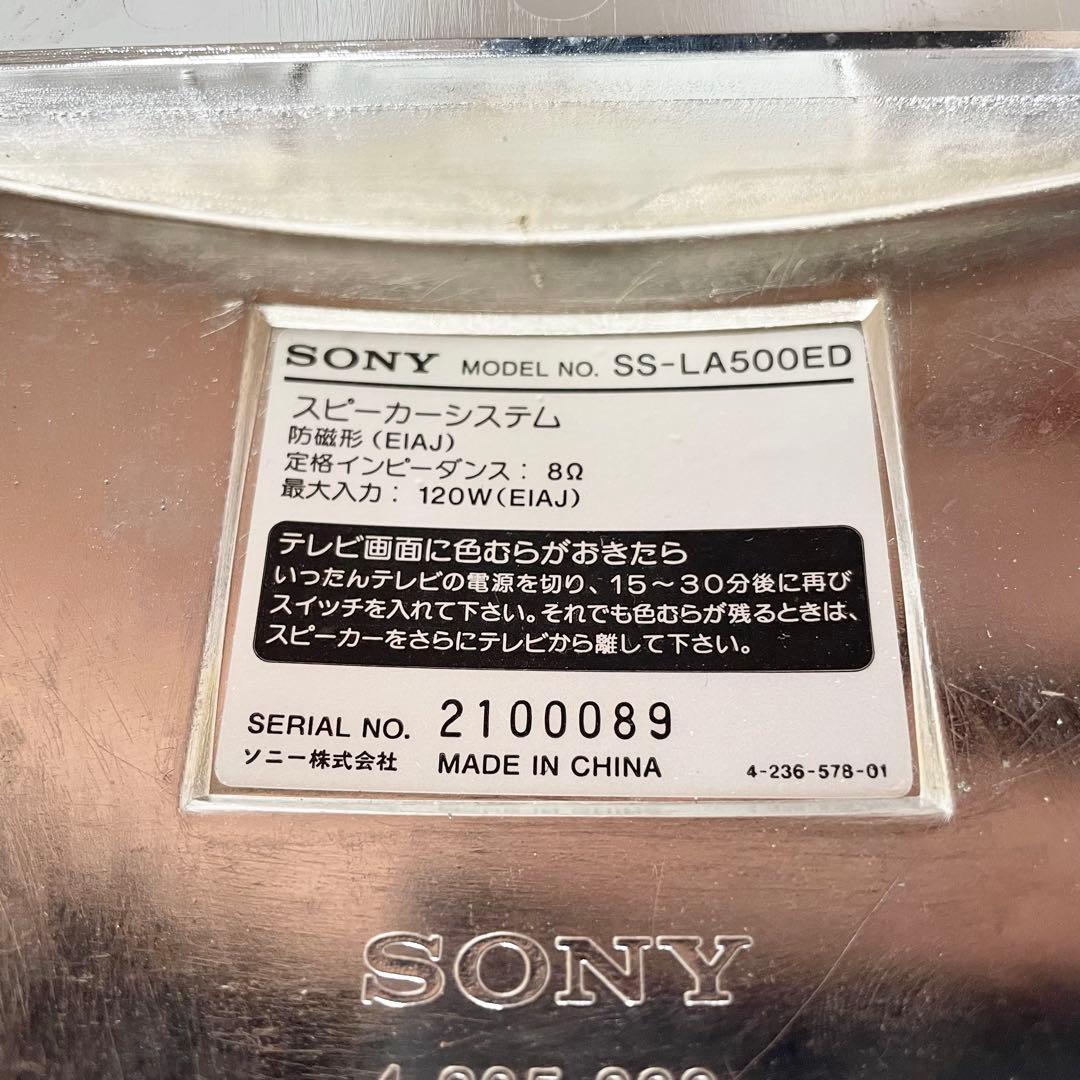 SONY MODEL NO. SS-LA500ED
スピーカーシステム
防磁形(EIAJ)
定格インピーダンス: 8Ω
最大入力: 120W(EIAJ)
テレビ画面に色むらがおきたら
いったんテレビの電源を切り、15～30分後に再び
スイッチを入れて下さい。それでも色むらが残るときは、
スピーカーをさらにテレビから離して下さい。
SERIAL NO. 2100089
ソニー株式会社 MADE IN CHINA 4-236-578-01
SONY